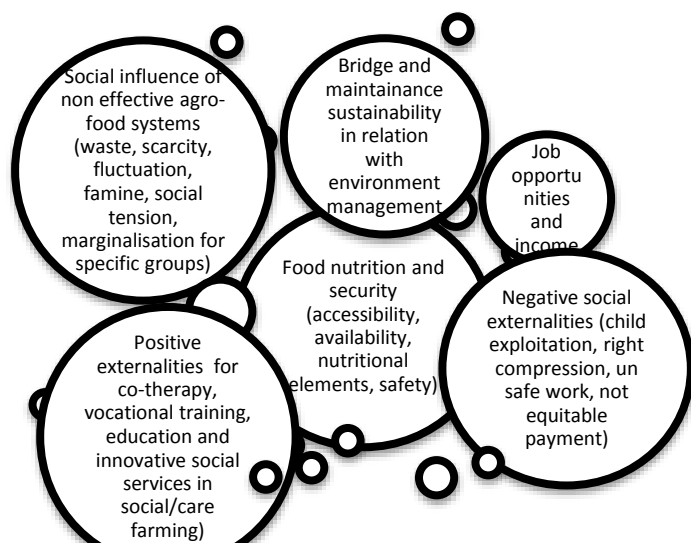 Social influence of
non effective agro-
food systems
(waste, scarcity,
fluctuation,
famine, social
tension,
marginalisation for
specific groups)
Bridge and
maintainance
sustainability
in relation
with
environment
management
Job
opportu
nities
and
income
Food nutrition and
security
(accessibility,
availability,
nutritional
elements, safety)
Negative social
externalities (child
exploitation, right
compression, un
safe work, not
equitable
payment)
Positive
externalities for
co-therapy,
vocational training,
education and
innovative social
services in
social/care
farming)